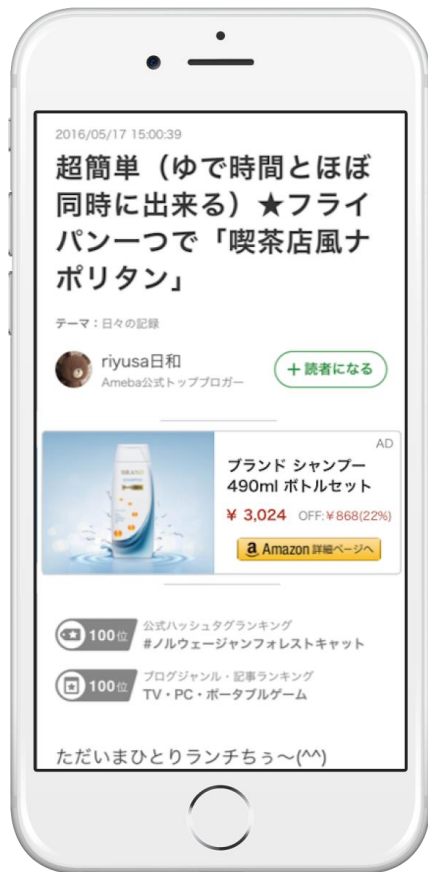 2016/05/17 15:00:39
超簡単（ゆで時間とほぼ
同時に出来る）★フライ
パン一つで「喫茶店風ナ
ポリタン」
テーマ：日々の記録
riyusa日和
Ameba公式トップブロガー
＋読者になる
AD
BRAND
ブランド シャンプー
490ml ボトルセット
¥ 3,024 OFF:¥868(22%)
a Amazon 詳細ページへ
100位
公式ハッシュタグランキング
#ノルウェージャンフォレストキャット
100位
ブログジャンル・記事ランキング
TV・PC・ポータブルゲーム
ただいまひとりランチちぅ〜(^^)